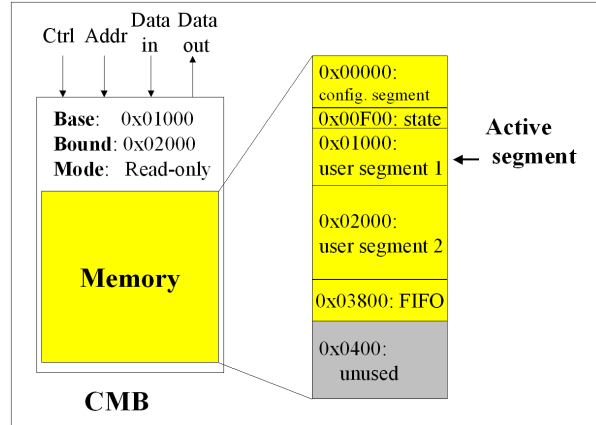 Ctrl Addr Data in Data out
Base: 0x01000
Bound: 0x02000
Mode: Read-only
Memory
CMB
0x00000:
config. segment
0x00F00: state
0x01000:
user segment 1
0x02000:
user segment 2
0x03800: FIFO
0x0400:
unused
Active
segment